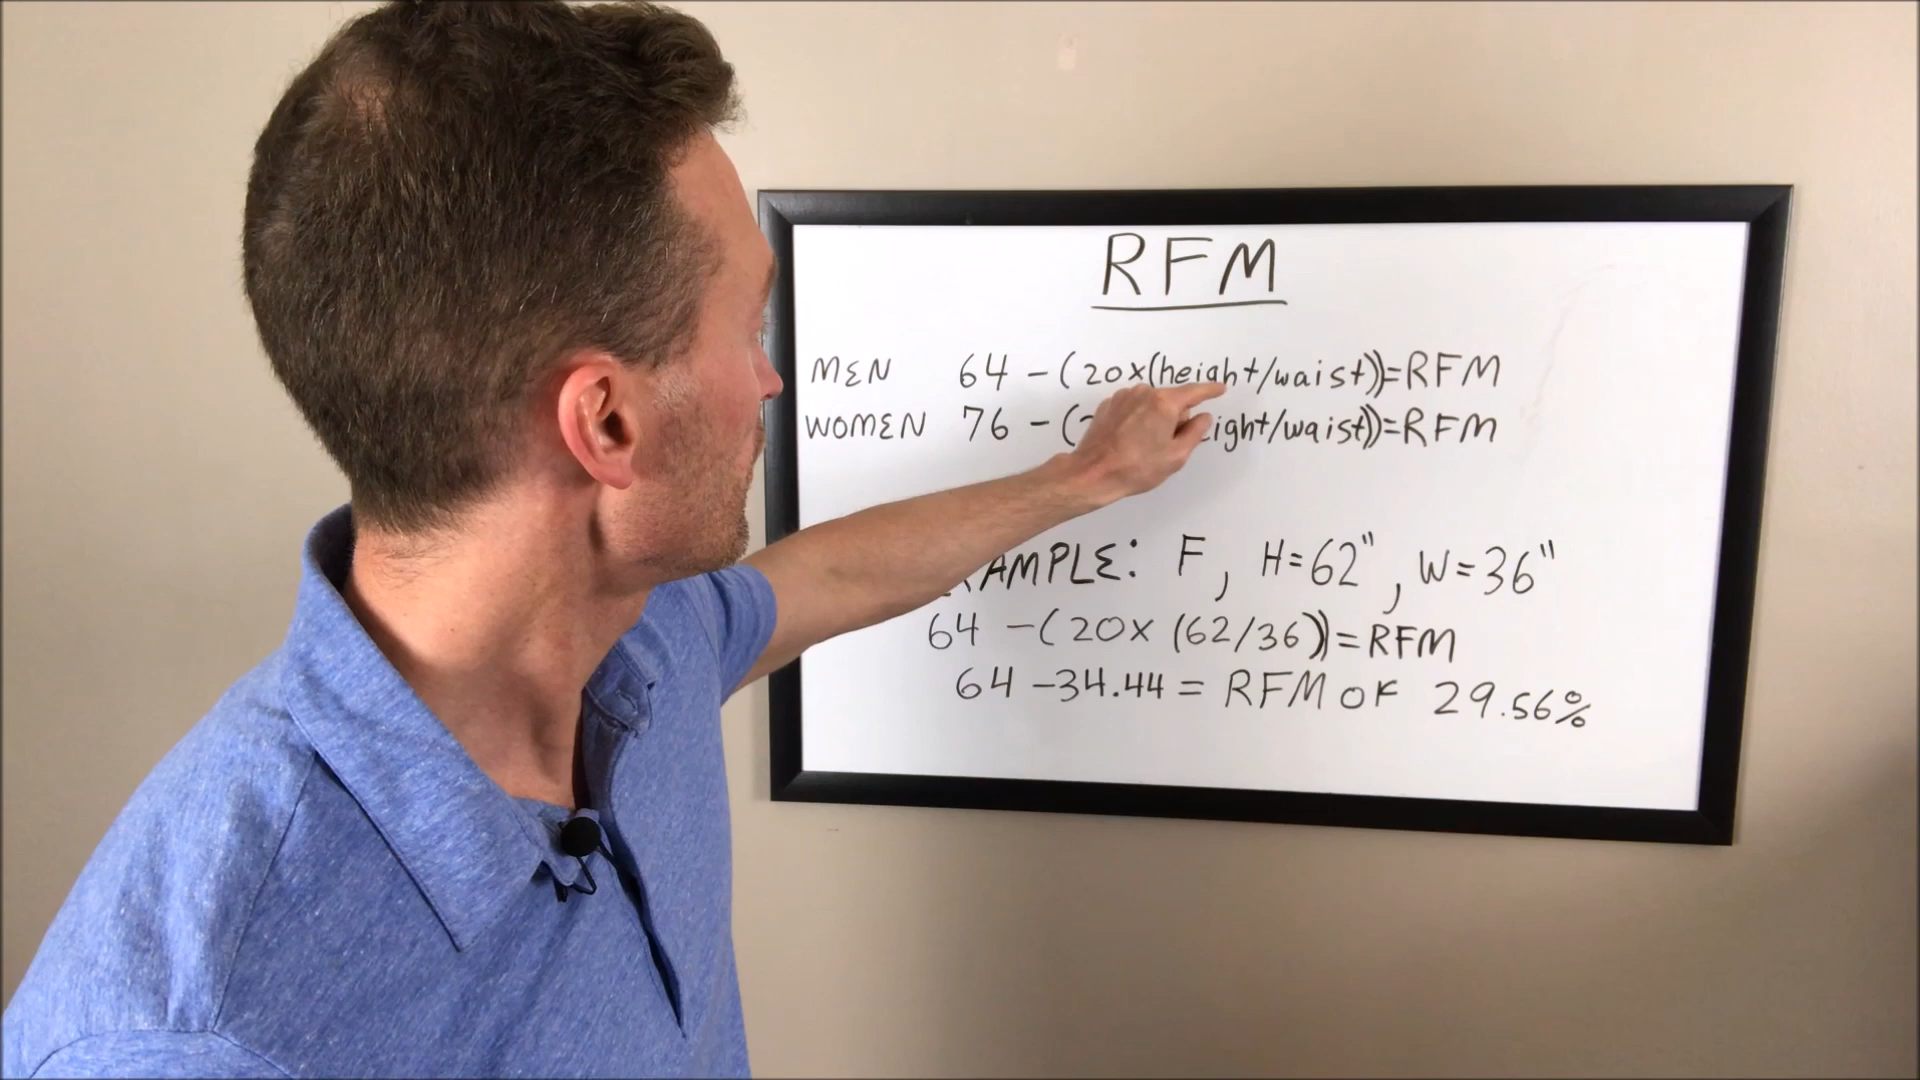 RFM
MEN 64 - (20x(height/waist))=RFM
WOMEN 76 - ( eight/waist))=RFM
AMPLE: F, H=62", W=36"
64 - (20x (62/36))=RFM
64 - 34.44 = RFM OF 29.56%